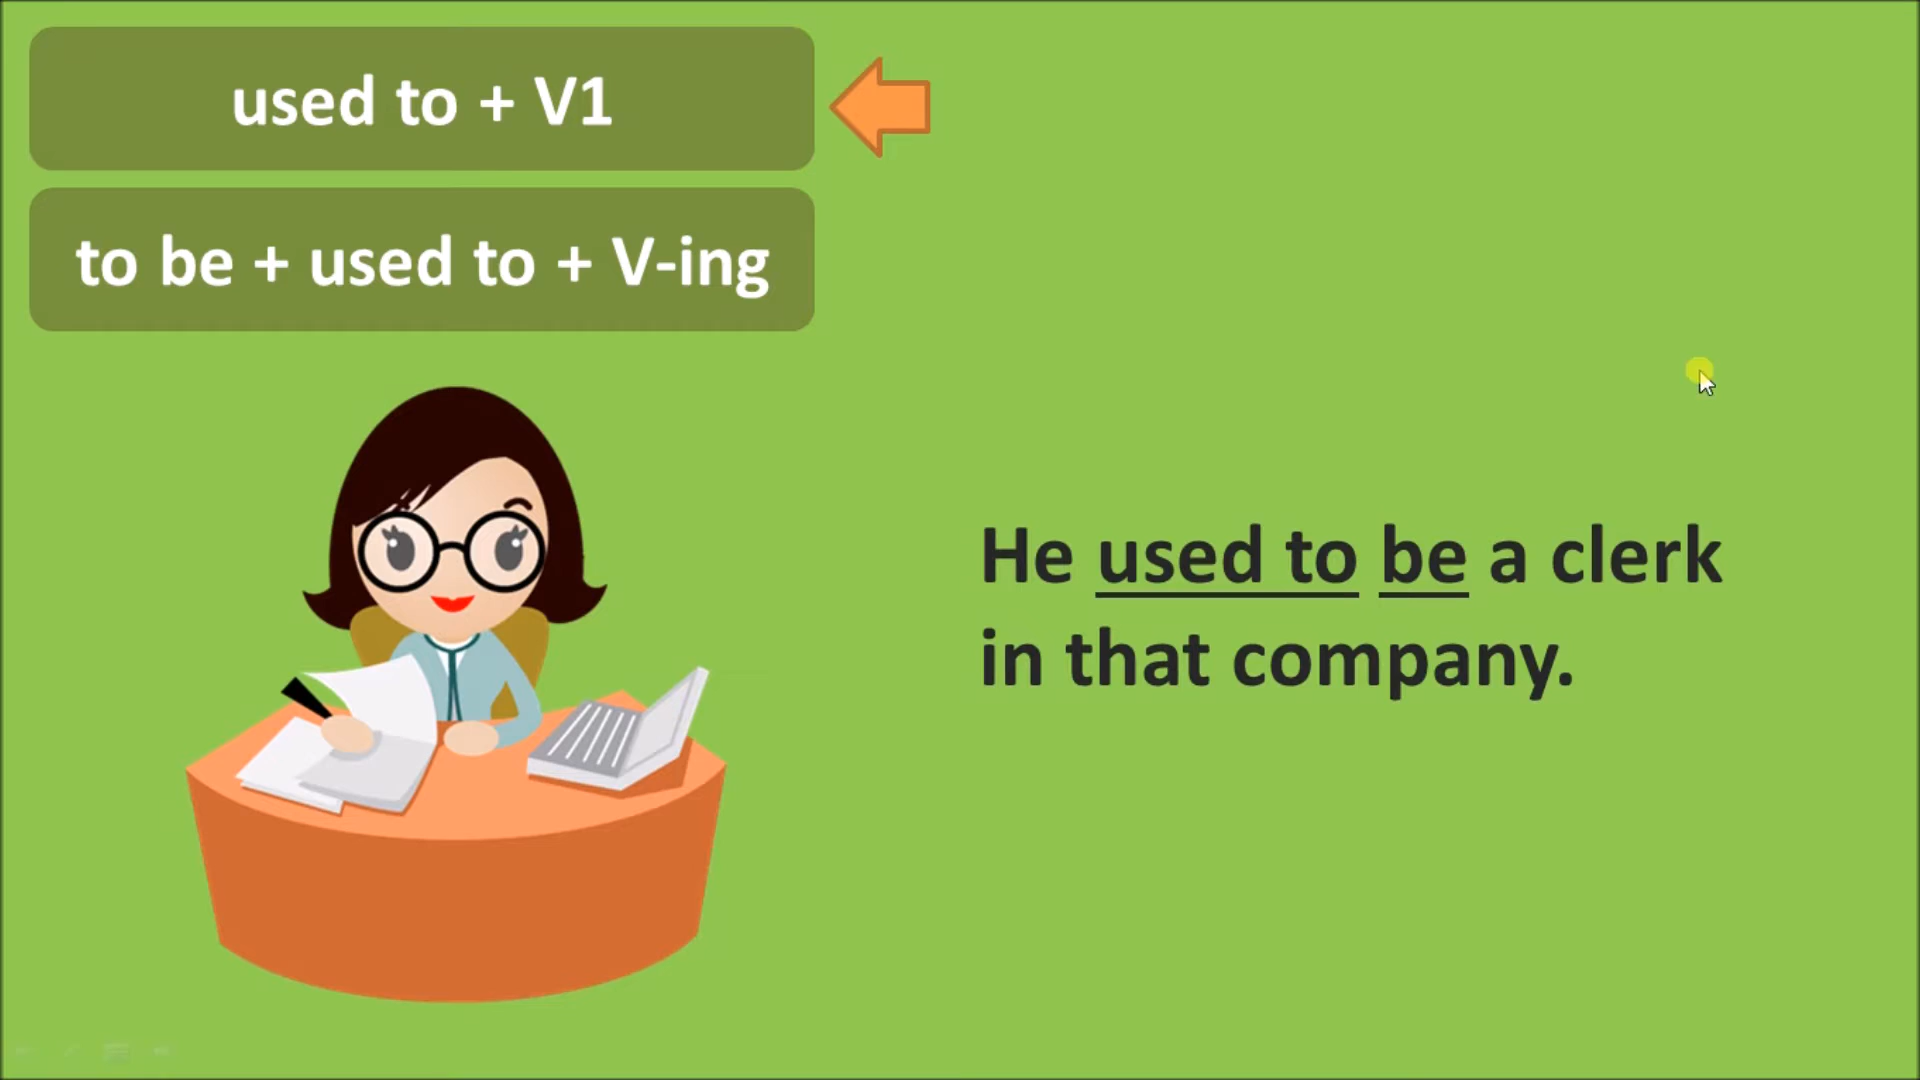 used to + V1
to be + used to + V-ing
He used to be a clerk
in that company.